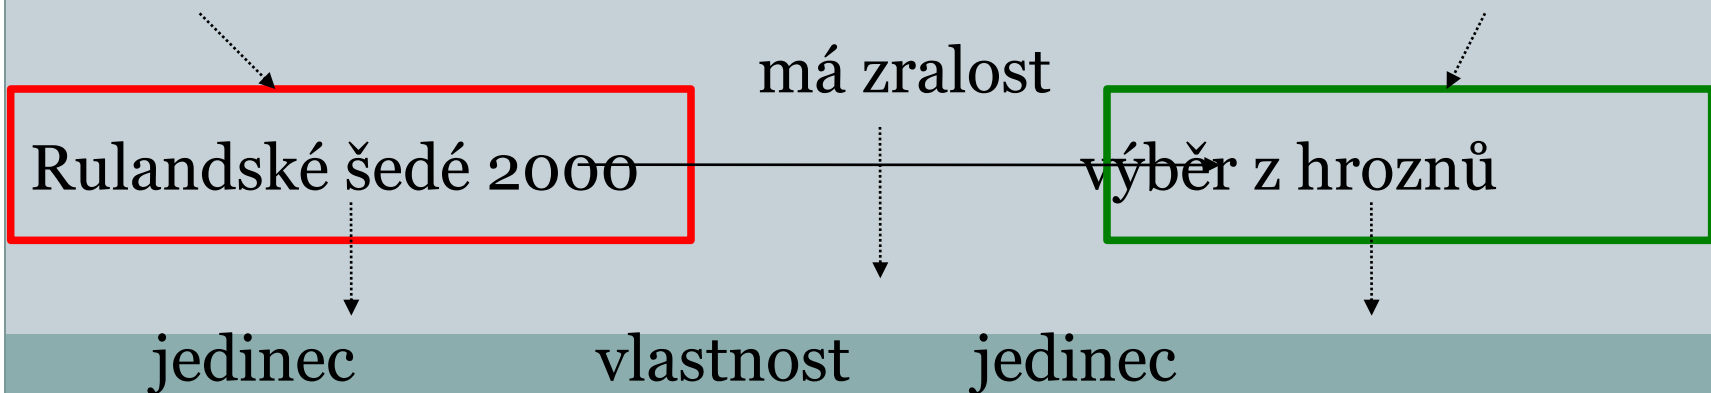 má zralost
Rulandské šedé 2000 výběr z hroznů
jedinec vlastnost jedinec